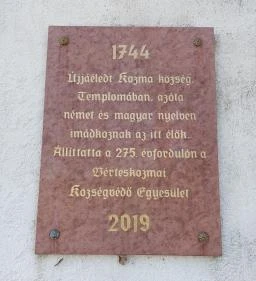 1744
Újjáéledt Kozma község
Templomában, azóta
német és magyar nyelven
imádkoznak az itt élők.
Állíttatta a 275. évfordulón a
Vérteskozmai
Községvédő Egyesület
2019